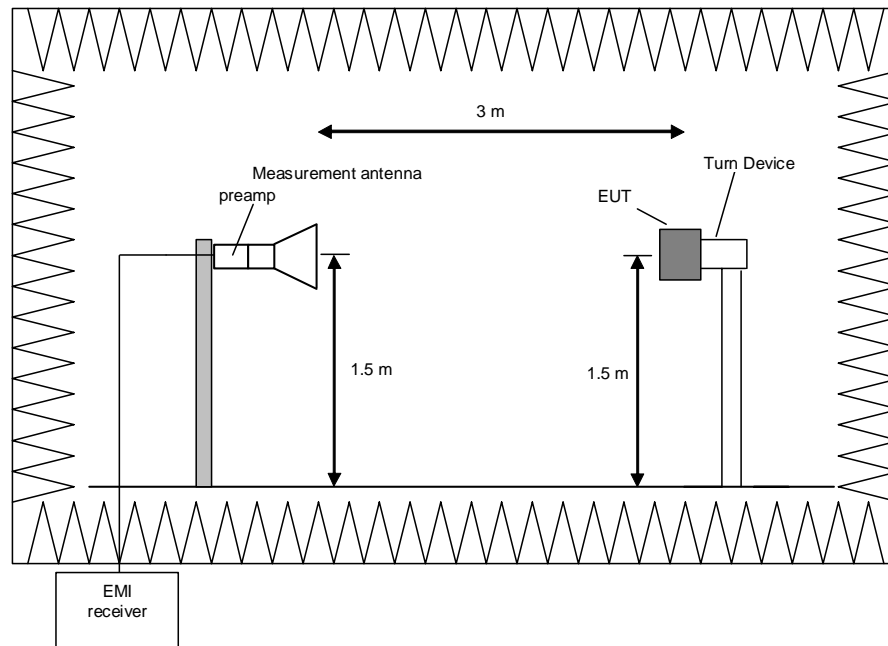 3 m
Measurement antenna
preamp
Turn Device
EUT
1.5 m
1.5 m
EMI
receiver